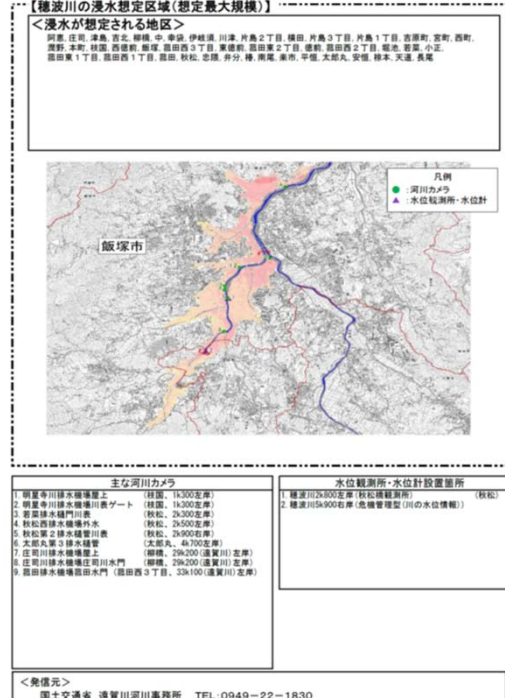 【穂波川の浸水想定区域(想定最大規模)】
＜浸水が想定される地区＞
阿恵, 庄司, 津島, 吉北, 柳橋, 中, 幸袋, 伊岐須, 川津, 片島２丁目, 横田, 片島３丁目, 片島１丁目, 吉原町, 宮町, 西町,
潤野, 本町, 枝国, 西徳前, 飯塚, 菰田西３丁目, 東徳前, 菰田東２丁目, 徳前, 菰田西２丁目, 堀池, 若菜, 小正,
菰田東１丁目, 菰田西１丁目, 菰田, 秋松, 忠隈, 弁分, 椿, 南尾, 楽市, 平恒, 太郎丸, 安恒, 椋本, 天道, 長尾
凡例
：河川カメラ
：水位観測所・水位計
飯塚市
主な河川カメラ
1. 明星寺川排水機場屋上 (枝国、1k300左岸)
2. 明星寺川排水機場川表ゲート (枝国、1k300左岸)
3. 若菜排水樋門川表 (秋松、2k300左岸)
4. 秋松西排水機場外水 (秋松、2k500左岸)
5. 秋松第２排水樋管川表 (秋松、2k900右岸)
6. 太郎丸第３排水樋管 (太郎丸、4k700左岸)
7. 庄司川排水機場屋上 (柳橋、29k200(遠賀川)左岸)
8. 庄司川排水機場庄司川水門 (柳橋、29k200(遠賀川)左岸)
9. 菰田排水機場菰田水門 (菰田西３丁目、33k100(遠賀川)左岸)
水位観測所・水位計設置箇所
1. 穂波川2k800左岸(秋松橋観測所) (秋松)
2. 穂波川5k900右岸(危機管理型(川の水位情報))
＜発信元＞
国土交通省 遠賀川河川事務所 TEL:0949－22－1830